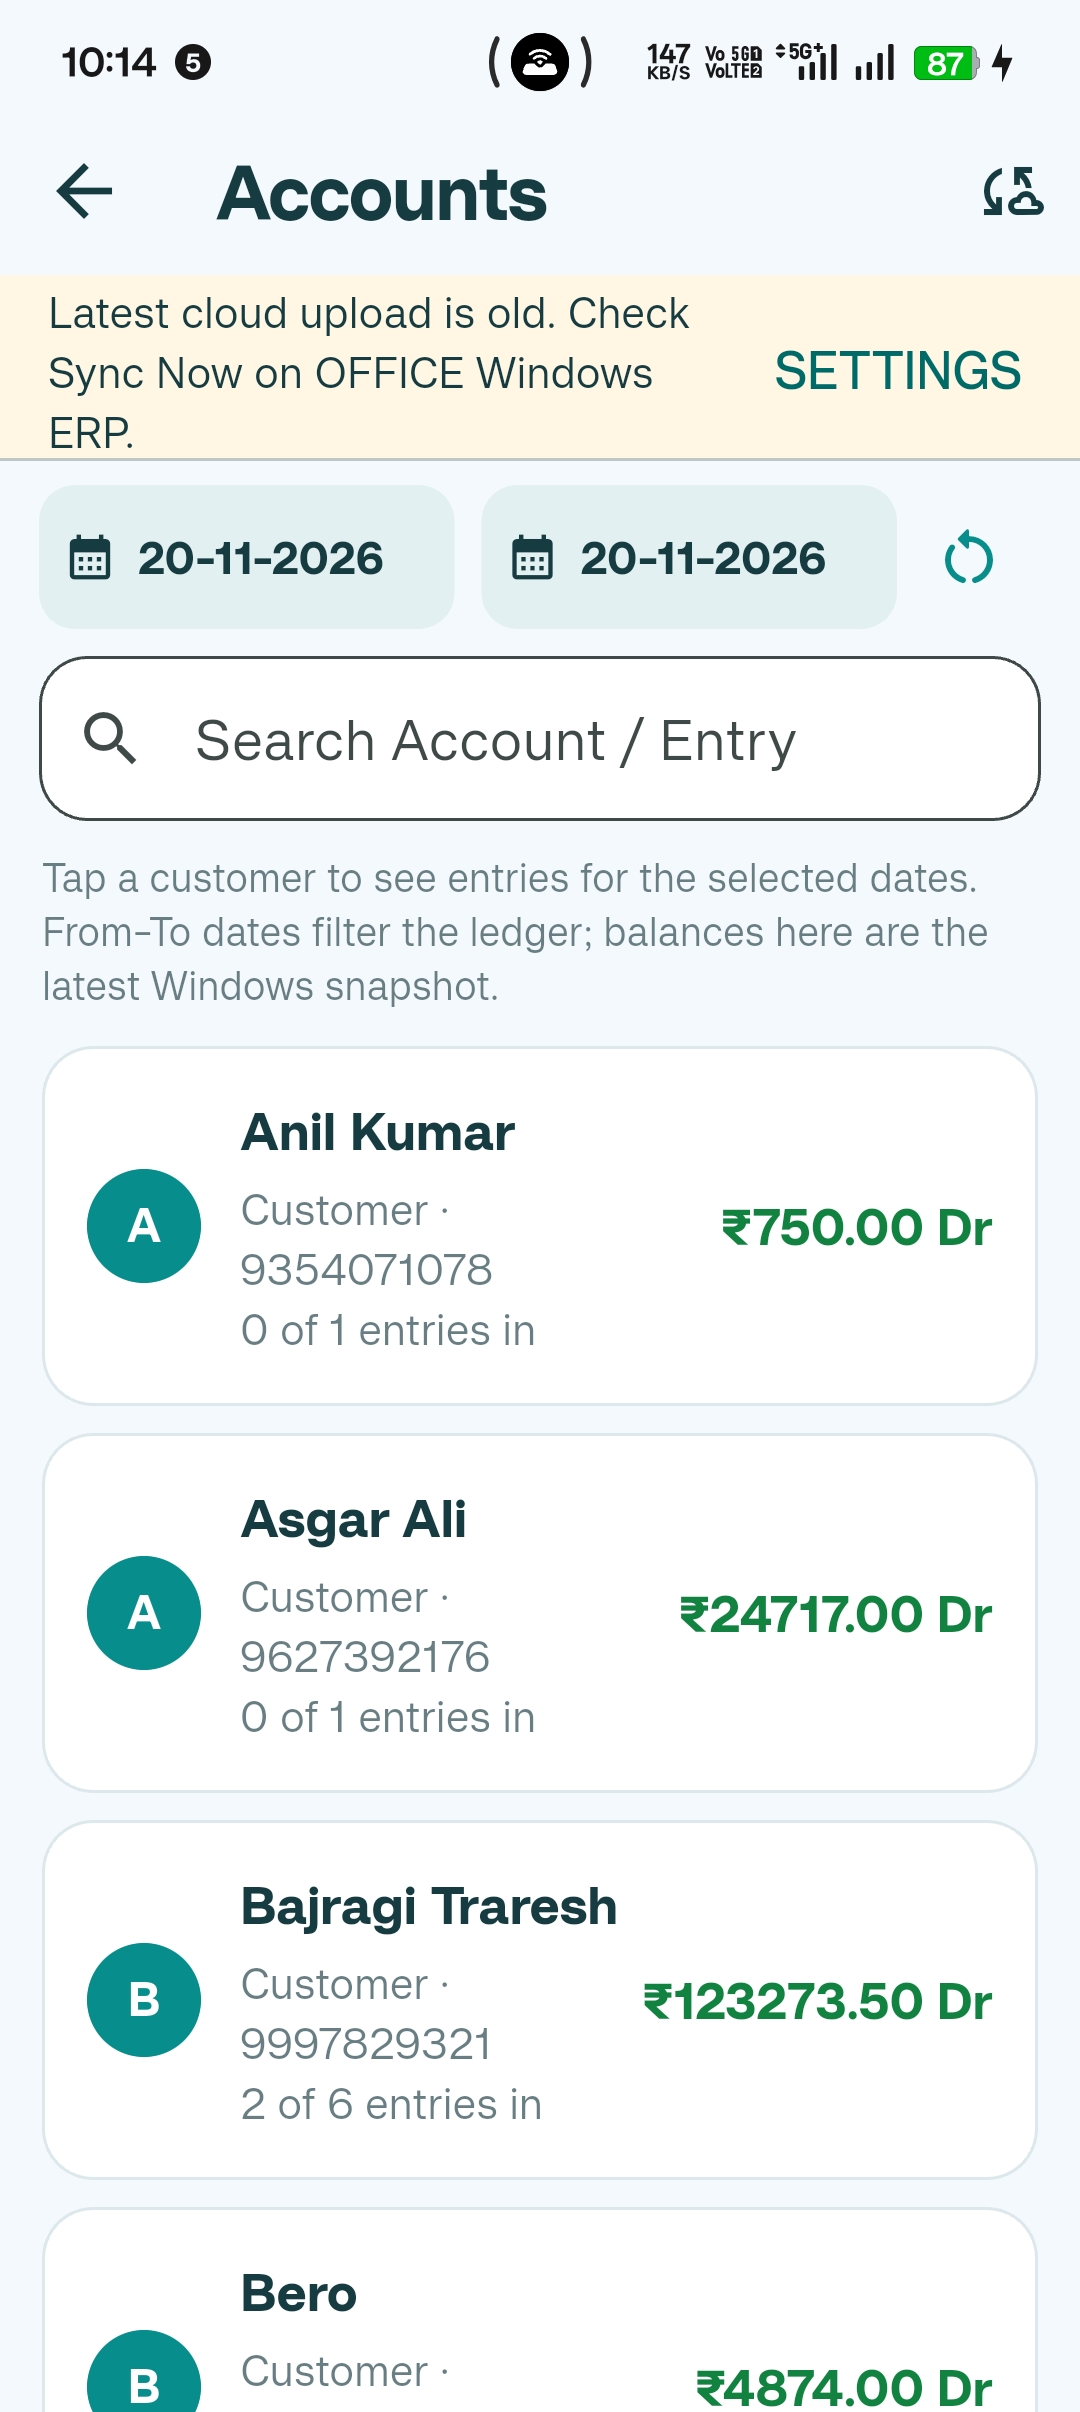 10:14 5 147 KB/S Vo 5G 1 VoLTE 2 5G+ 87
Accounts
Latest cloud upload is old. Check
Sync Now on OFFICE Windows
ERP.
SETTINGS
20-11-2026 20-11-2026
Search Account / Entry
Tap a customer to see entries for the selected dates.
From-To dates filter the ledger; balances here are the
latest Windows snapshot.
Anil Kumar
A
Customer ·
9354071078
0 of 1 entries in
₹750.00 Dr
Asgar Ali
A
Customer ·
9627392176
0 of 1 entries in
₹24717.00 Dr
Bajragi Traresh
B
Customer ·
9997829321
2 of 6 entries in
₹123273.50 Dr
Bero
B
Customer ·
₹4874.00 Dr